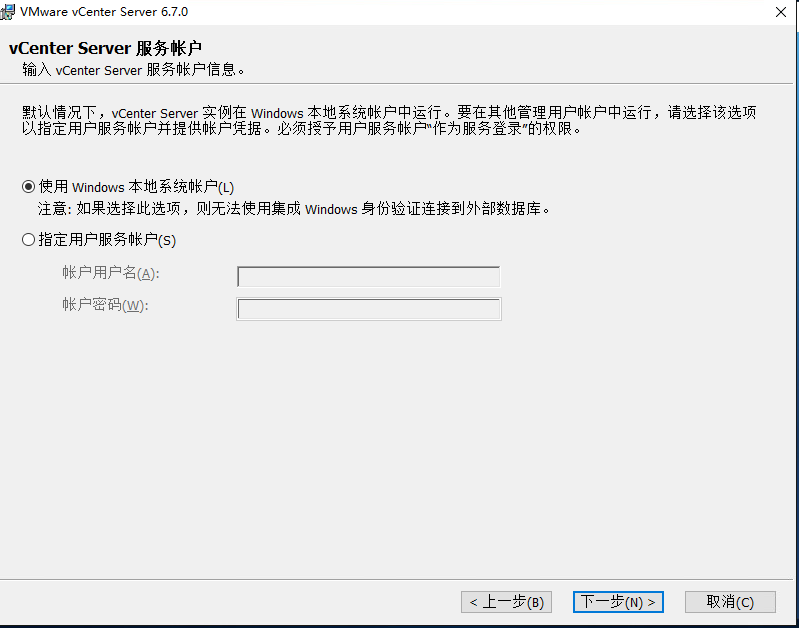 VMware vCenter Server 6.7.0
vCenter Server 服务帐户
输入 vCenter Server 服务帐户信息。
默认情况下，vCenter Server 实例在 Windows 本地系统帐户中运行。要在其他管理用户帐户中运行，请选择该选项
以指定用户服务帐户并提供帐户凭据。必须授予用户服务帐户“作为服务登录”的权限。
使用 Windows 本地系统帐户(L)
注意: 如果选择此选项，则无法使用集成 Windows 身份验证连接到外部数据库。
指定用户服务帐户(S)
帐户用户名(A):
帐户密码(W):
< 上一步(B) 下一步(N) > 取消(C)